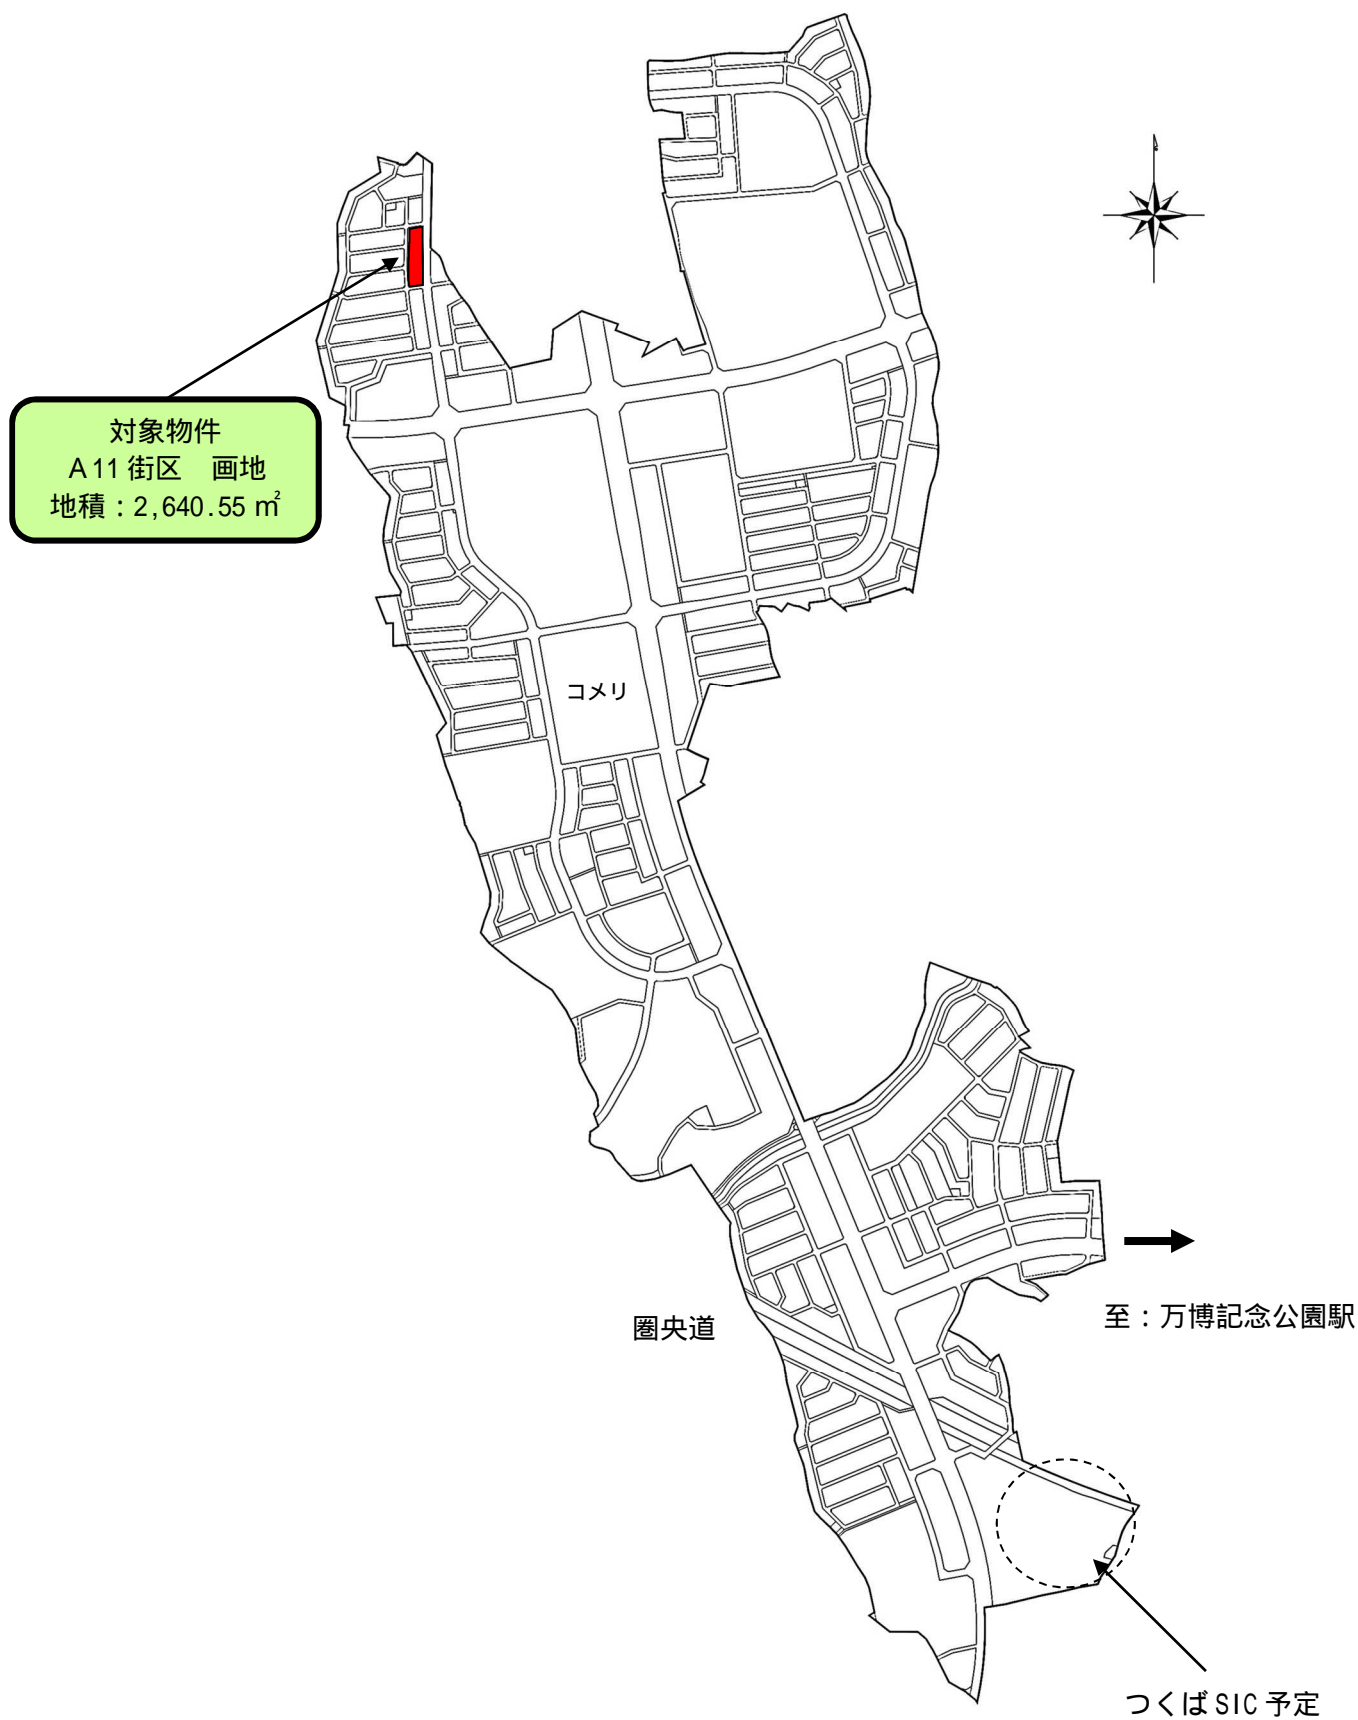 対象物件
A11街区　画地
地積：2,640.55㎡
コメリ
圏央道
至：万博記念公園駅
つくばSIC予定